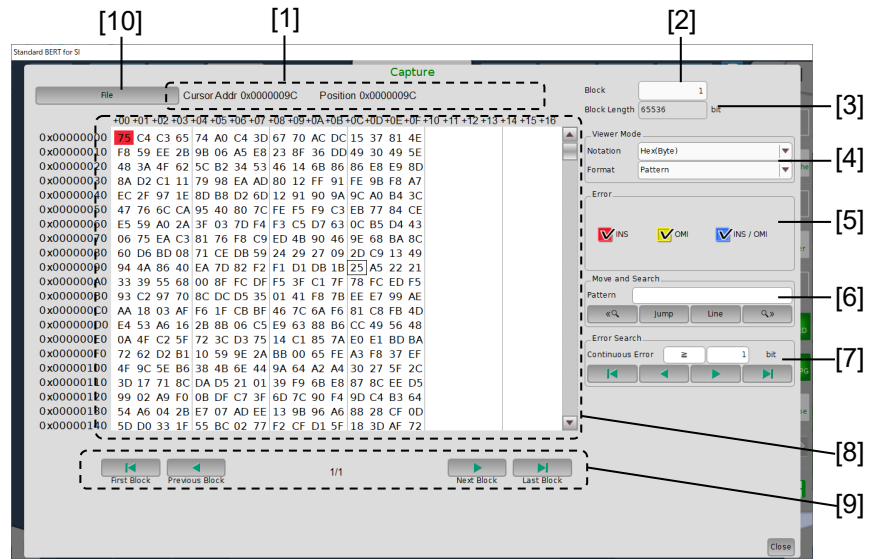 [10]
[1]
[2]
Standard BERT for SI
Capture
File
Cursor Addr 0x0000009C Position 0x0000009C
Block 1
Block Length 65536 bit
[3]
+00 +01 +02 +03 +04 +05 +06 +07 +08 +09 +0A +0B +0C +0D +0E +0F +10 +11 +12 +13 +14 +15 +16
0x00000000 75 C4 C3 65 74 A0 C4 3D 67 70 AC DC 15 37 81 4E
0x00000010 F8 59 EE 2B 9B 06 A5 E8 23 8F 36 DD 49 30 49 5E
0x00000020 48 3A 4F 62 5C B2 34 53 46 14 6B 86 86 E8 E9 8D
0x00000030 8A D2 C1 11 79 98 EA AD 80 12 FF 91 FE 9B F8 A7
0x00000040 EC 2F 97 1E 8D B8 D2 6D 12 91 90 9A 9C A0 B4 3C
0x00000050 47 76 6C CA 95 40 80 7C FE F5 F9 C3 EB 77 84 CE
0x00000060 E5 59 A0 2A 3F 03 7D F4 F3 C5 D7 63 0C B5 D4 43
0x00000070 06 75 EA C3 81 76 F8 C9 ED 4B 90 46 9E 68 BA 8C
0x00000080 60 D6 BD 08 71 CE DB 59 24 29 27 09 2D C9 13 49
0x00000090 94 4A 86 40 EA 7D 82 F2 F1 D1 DB 1B 25 A5 22 21
0x000000A0 33 39 55 68 00 8F FC DF F5 3F C1 7F 78 FC ED F5
0x000000B0 93 C2 97 70 8C DC D5 35 01 41 F8 7B EE E7 99 AE
0x000000C0 AA 18 03 AF F6 1F CB BF 46 7C 6A F6 81 C8 FB 4D
0x000000D0 E4 53 A6 16 2B 8B 06 C5 E9 63 88 B6 CC 49 56 48
0x000000E0 0A 4F C2 5F 72 3C D3 75 14 C1 85 7A E0 E1 BD BA
0x000000F0 72 62 D2 B1 10 59 9E 2A BB 00 65 FE A3 F8 37 EF
0x00000100 4F 9C 5E B6 38 4B 6E 44 9A 64 A2 A4 30 27 5F 2C
0x00000110 3D 17 71 8C DA D5 21 01 39 F9 6B E8 87 8C EE D5
0x00000120 99 02 A9 F0 0B DF C7 3F 6D 7C 90 F4 9D C4 B3 64
0x00000130 54 A6 04 2B E7 07 AD EE 13 9B 96 A6 88 28 CF 0D
0x00000140 5D D0 33 1F 55 BC 02 77 F2 CF D1 5F 18 3D AF 72
Viewer Mode
Notation Hex(Byte)
Format Pattern
[4]
Error
INS OMI INS / OMI
[5]
Move and Search
Pattern
[6]
Jump Line
Error Search
Continuous Error ≧ 1 bit
[7]
[8]
First Block Previous Block 1/1 Next Block Last Block
[9]
Close